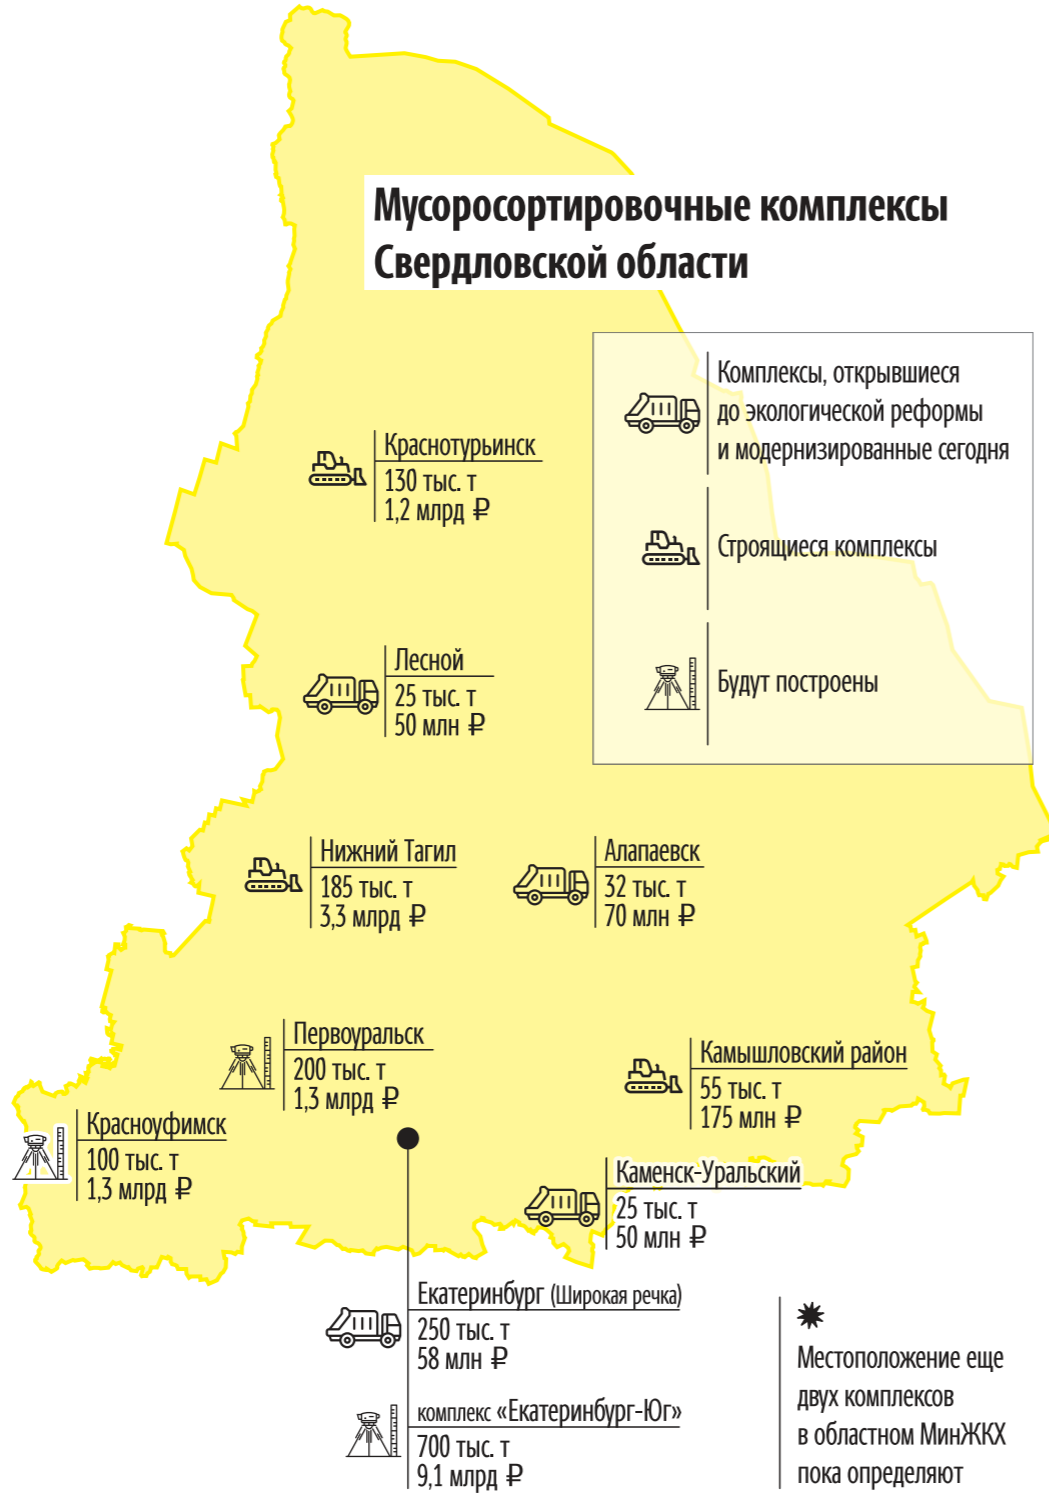 Мусоросортировочные комплексы
Свердловской области
Комплексы, открывшиеся
до экологической реформы
и модернизированные сегодня
Строящиеся комплексы
Будут построены
Краснотурьинск
130 тыс. т
1,2 млрд ₽
Лесной
25 тыс. т
50 млн ₽
Нижний Тагил
185 тыс. т
3,3 млрд ₽
Алапаевск
32 тыс. т
70 млн ₽
Первоуральск
200 тыс. т
1,3 млрд ₽
Камышловский район
55 тыс. т
175 млн ₽
Красноуфимск
100 тыс. т
1,3 млрд ₽
Каменск-Уральский
25 тыс. т
50 млн ₽
Екатеринбург (Широкая речка)
250 тыс. т
58 млн ₽
комплекс «Екатеринбург-Юг»
700 тыс. т
9,1 млрд ₽
Местоположение еще
двух комплексов
в областном МинЖКХ
пока определяют